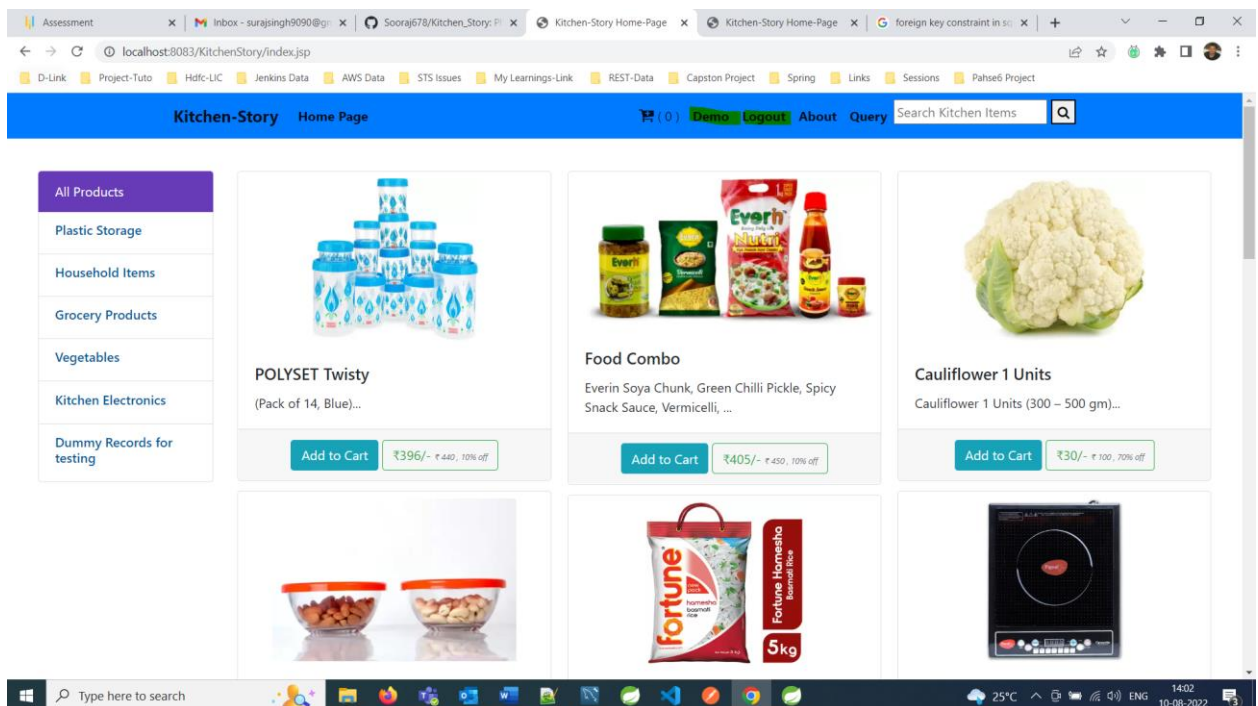 Assessment
Inbox - surajsingh9090@gm
Sooraj678/Kitchen_Story: Ph
Kitchen-Story Home-Page
Kitchen-Story Home-Page
foreign key constraint in sq
localhost:8083/KitchenStory/index.jsp
D-Link Project-Tuto Hdfc-LIC Jenkins Data AWS Data STS Issues My Learnings-Link REST-Data Capston Project Spring Links Sessions Pahse6 Project
Kitchen-Story Home Page ( 0 ) Demo Logout About Query Search Kitchen Items
All Products
Plastic Storage
Household Items
Grocery Products
Vegetables
Kitchen Electronics
Dummy Records for
testing
POLYSET Twisty
(Pack of 14, Blue)...
Add to Cart ₹396/- ₹ 440 , 10% off
Everin
Everin
Nutri
Vermicelli
Food Combo
Everin Soya Chunk, Green Chilli Pickle, Spicy
Snack Sauce, Vermicelli, ...
Add to Cart ₹405/- ₹ 450 , 10% off
Cauliflower 1 Units
Cauliflower 1 Units (300 – 500 gm)...
Add to Cart ₹30/- ₹ 100 , 70% off
fortune
hamesha
basmati
rice
Fortune Hamesha
Basmati Rice
5kg
Type here to search
25°C ENG 14:02
10-08-2022
3